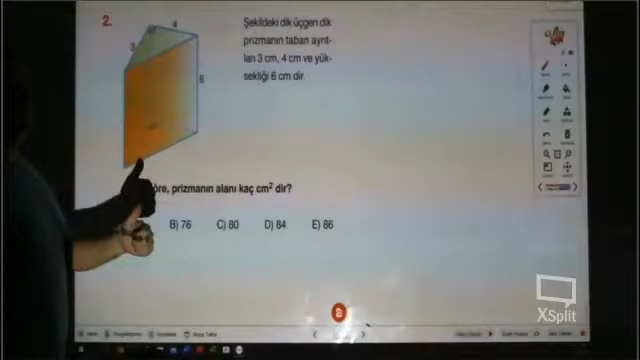 2.
4
3
6
Şekildeki dik üçgen dik
prizmanın taban ayrıt-
ları 3 cm, 4 cm ve yük-
sekliği 6 cm dir.
öre, prizmanın alanı kaç cm² dir?
B) 76 C) 80 D) 84 E) 86
XSplit